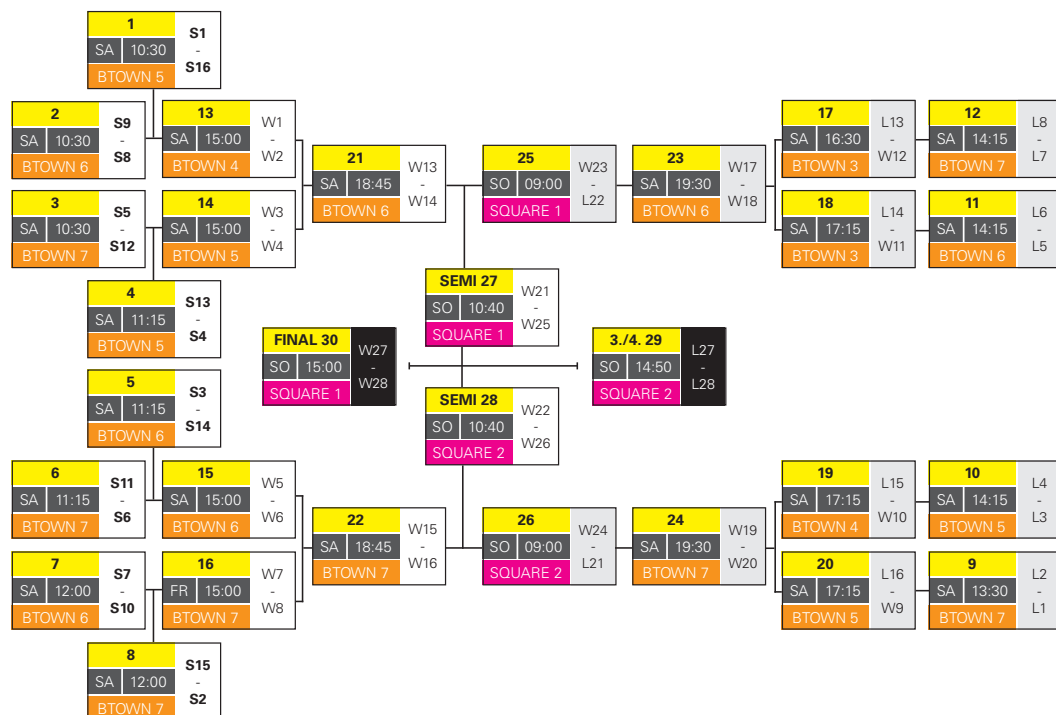 1
SA 10:30
BTOWN 5
S1
-
S16
2
SA 10:30
BTOWN 6
S9
-
S8
13
SA 15:00
BTOWN 4
W1
-
W2
3
SA 10:30
BTOWN 7
S5
-
S12
14
SA 15:00
BTOWN 5
W3
-
W4
4
SA 11:15
BTOWN 5
S13
-
S4
21
SA 18:45
BTOWN 6
W13
-
W14
25
SO 09:00
SQUARE 1
W23
-
L22
23
SA 19:30
BTOWN 6
W17
-
W18
17
SA 16:30
BTOWN 3
L13
-
W12
12
SA 14:15
BTOWN 7
L8
-
L7
18
SA 17:15
BTOWN 3
L14
-
W11
11
SA 14:15
BTOWN 6
L6
-
L5
SEMI 27
SO 10:40
SQUARE 1
W21
-
W25
FINAL 30
SO 15:00
SQUARE 1
W27
-
W28
3./4. 29
SO 14:50
SQUARE 2
L27
-
L28
SEMI 28
SO 10:40
SQUARE 2
W22
-
W26
5
SA 11:15
BTOWN 6
S3
-
S14
6
SA 11:15
BTOWN 7
S11
-
S6
15
SA 15:00
BTOWN 6
W5
-
W6
7
SA 12:00
BTOWN 6
S7
-
S10
16
FR 15:00
BTOWN 7
W7
-
W8
8
SA 12:00
BTOWN 7
S15
-
S2
22
SA 18:45
BTOWN 7
W15
-
W16
26
SO 09:00
SQUARE 2
W24
-
L21
24
SA 19:30
BTOWN 7
W19
-
W20
19
SA 17:15
BTOWN 4
L15
-
W10
10
SA 14:15
BTOWN 5
L4
-
L3
20
SA 17:15
BTOWN 5
L16
-
W9
9
SA 13:30
BTOWN 7
L2
-
L1